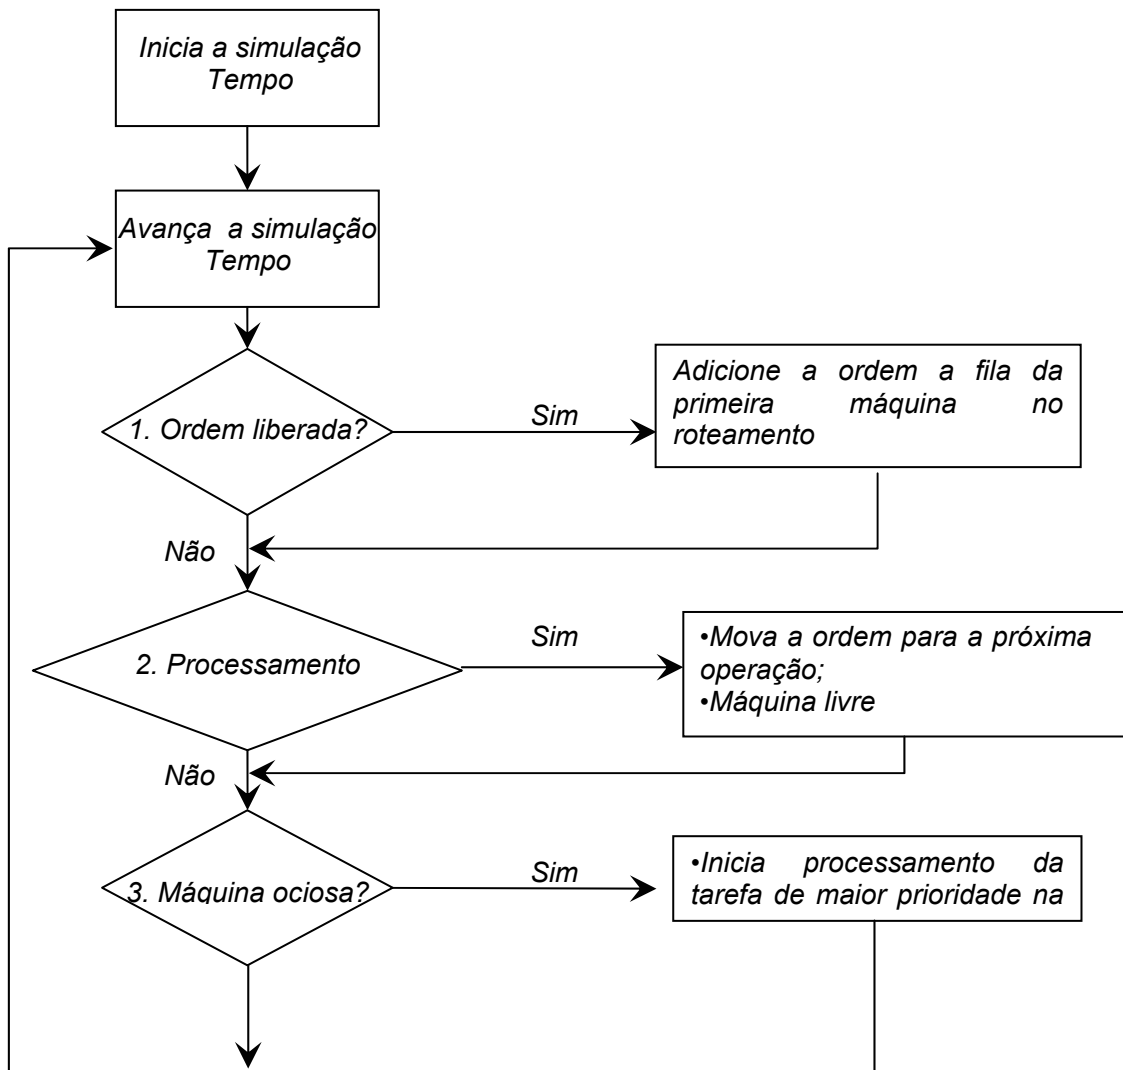 Inicia a simulação
Tempo
Avança a simulação
Tempo
1. Ordem liberada?
Sim
Adicione a ordem a fila da
primeira máquina no
roteamento
Não
2. Processamento
Sim
•Mova a ordem para a próxima
operação;
•Máquina livre
Não
3. Máquina ociosa?
Sim
•Inicia processamento da
tarefa de maior prioridade na